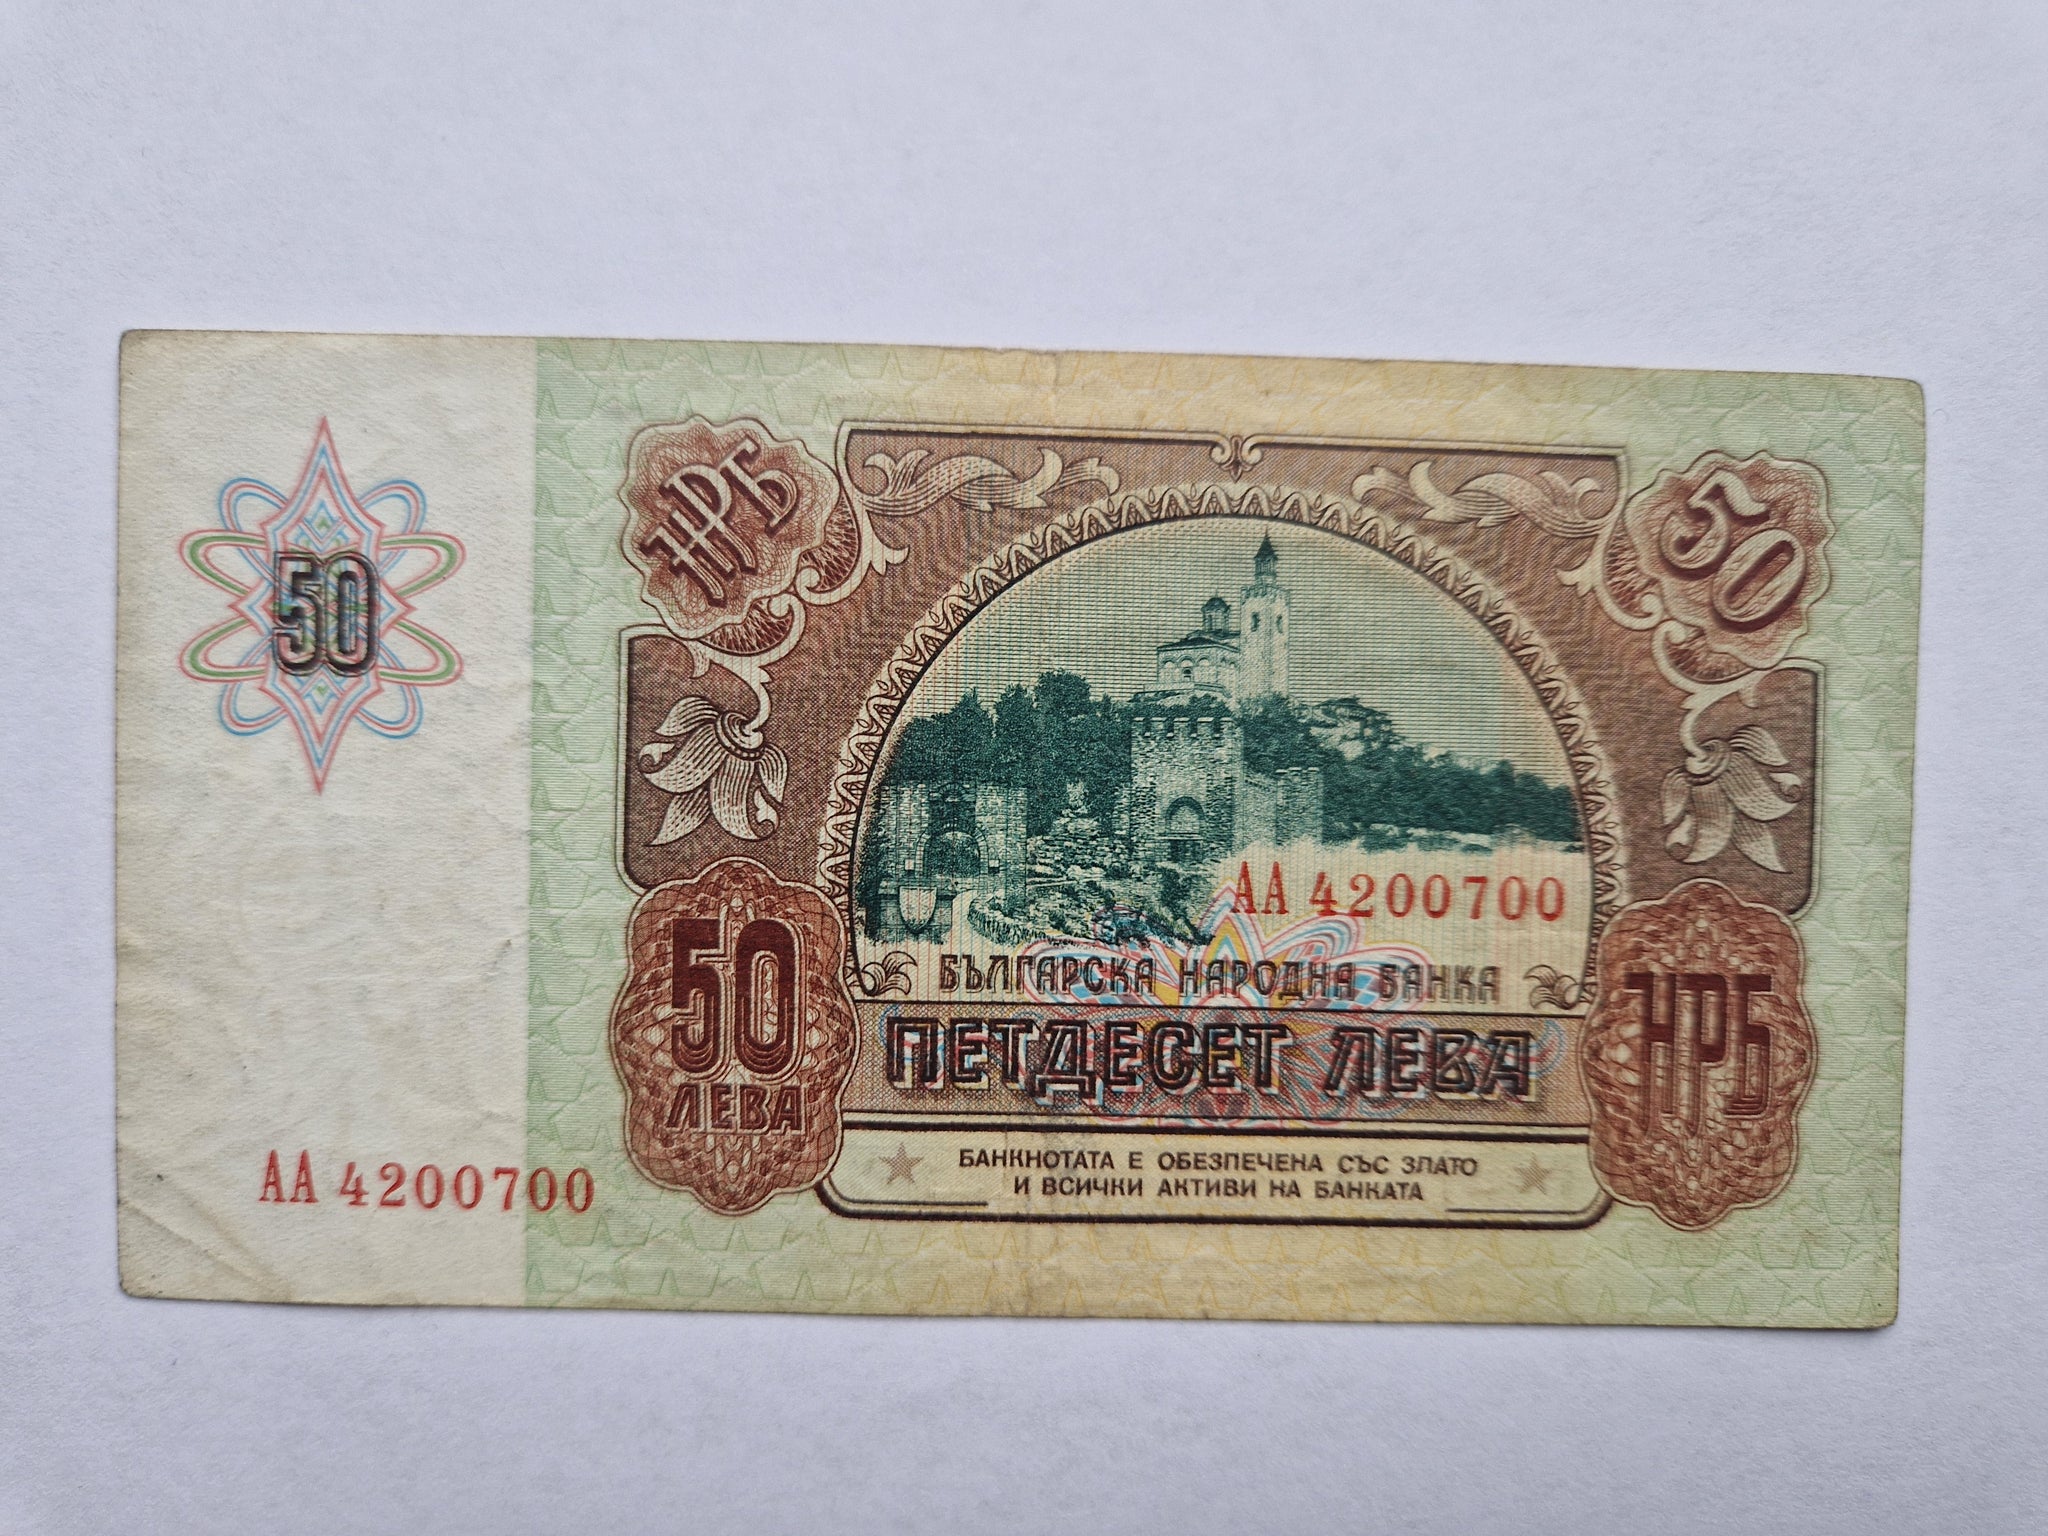 НРБ
50
50
АА 4200700
БЪЛГАРСКА НАРОДНА БАНКА
50
ЛЕВА
ПЕТДЕСЕТ ЛЕВА
НРБ
БАНКНОТАТА Е ОБЕЗПЕЧЕНА СЪС ЗЛАТО
И ВСИЧКИ АКТИВИ НА БАНКАТА
АА 4200700